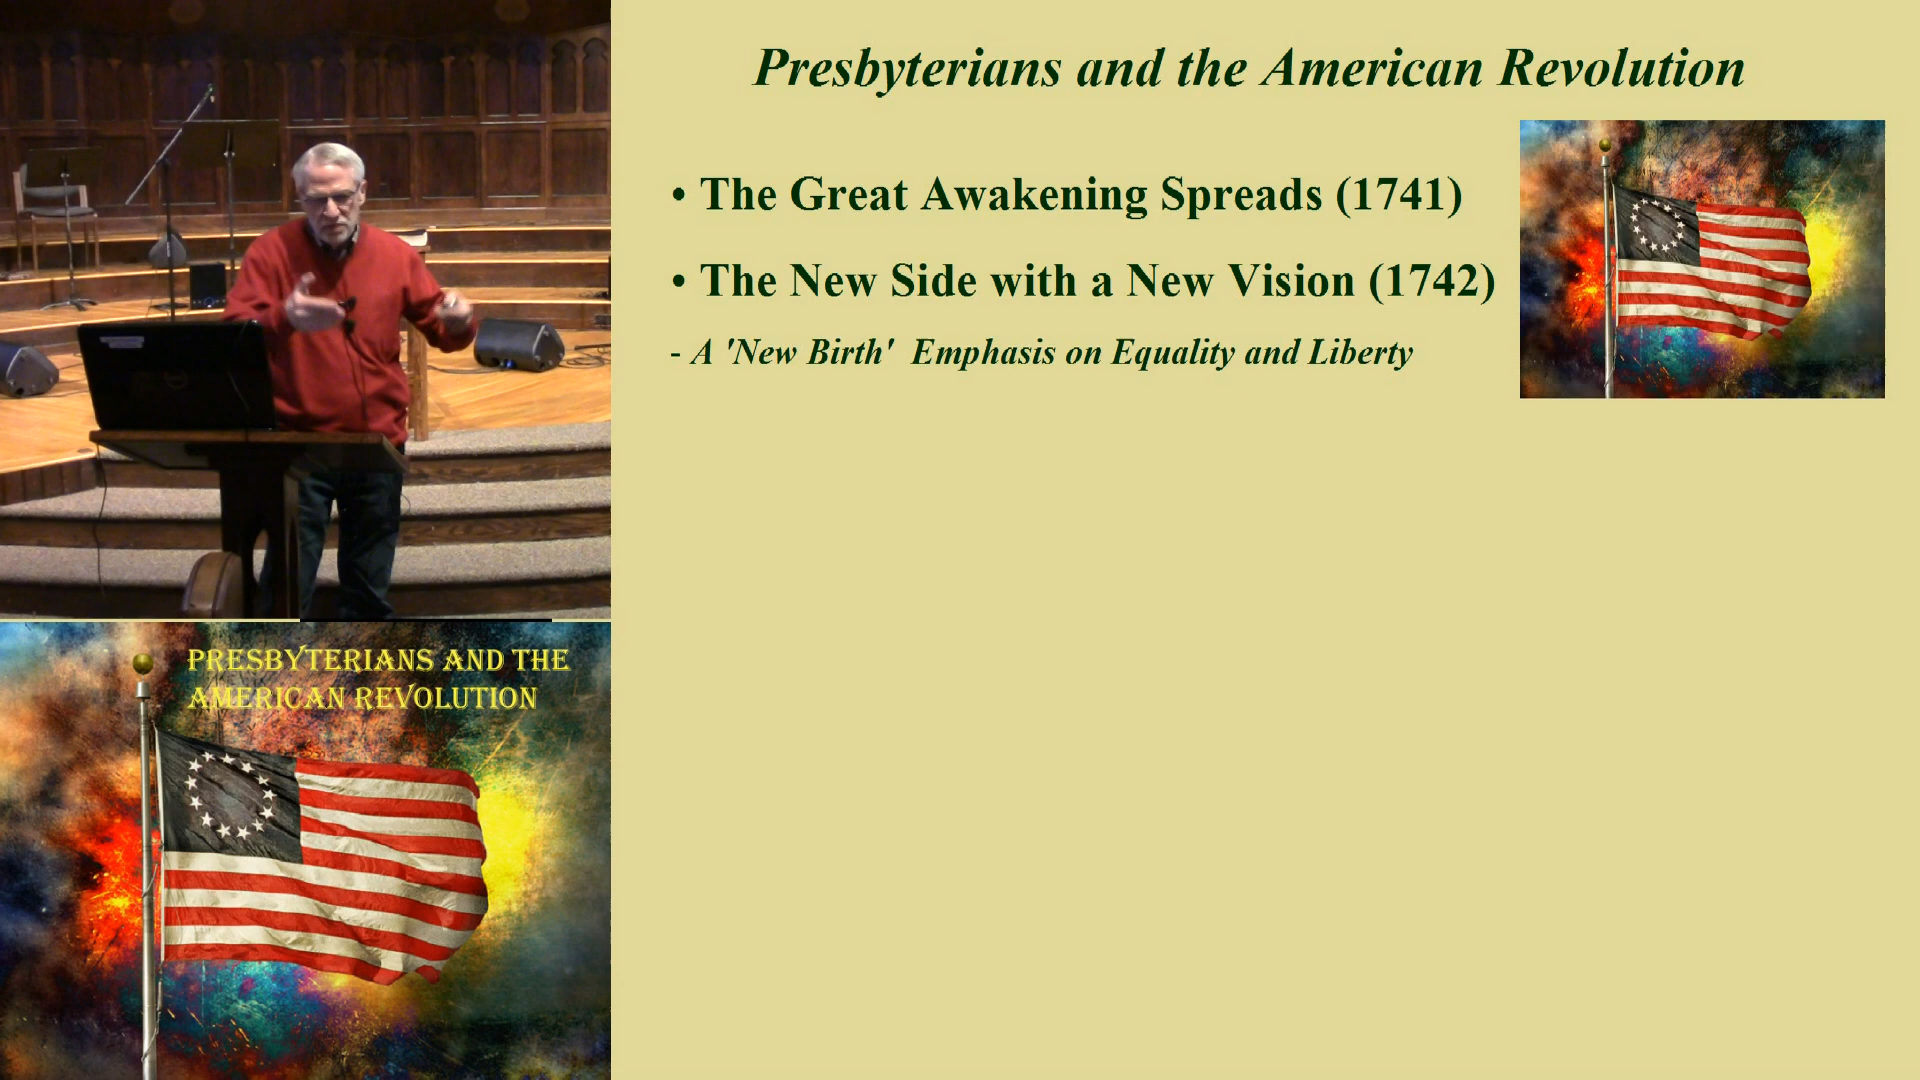 Presbyterians and the American Revolution
• The Great Awakening Spreads (1741)
• The New Side with a New Vision (1742)
- A 'New Birth' Emphasis on Equality and Liberty
PRESBYTERIANS AND THE
AMERICAN REVOLUTION